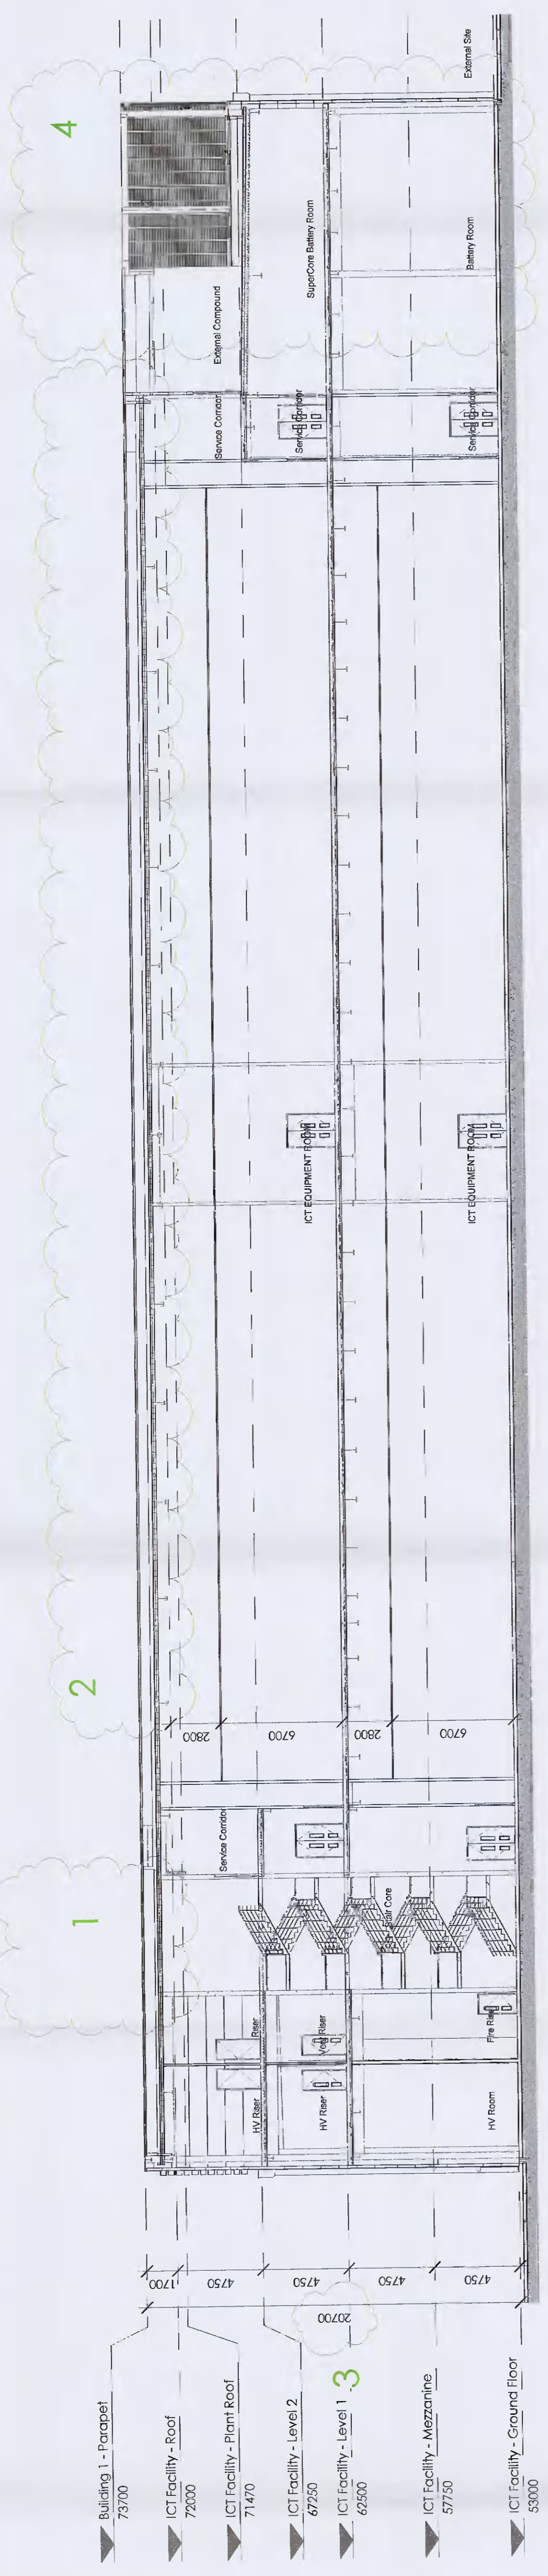 Building 1 - Parapet
73700
ICT Facility - Roof
72000
ICT Facility - Plant Roof
71470
ICT Facility - Level 2
67250
ICT Facility - Level 1
62500
ICT Facility - Mezzanine
57750
ICT Facility - Ground Floor
53000
1700
4750
4750
4750
4750
20700
3
HV Riser
Riser
HV Riser
Vent Riser
HV Room
Fire Riser
Stair Core
1
Service Corridor
2800
6700
2800
6700
2
ICT EQUIPMENT ROOM
ICT EQUIPMENT ROOM
Service Corridor
Service Corridor
Service Corridor
External Compound
SuperCore Battery Room
Battery Room
4
External Site